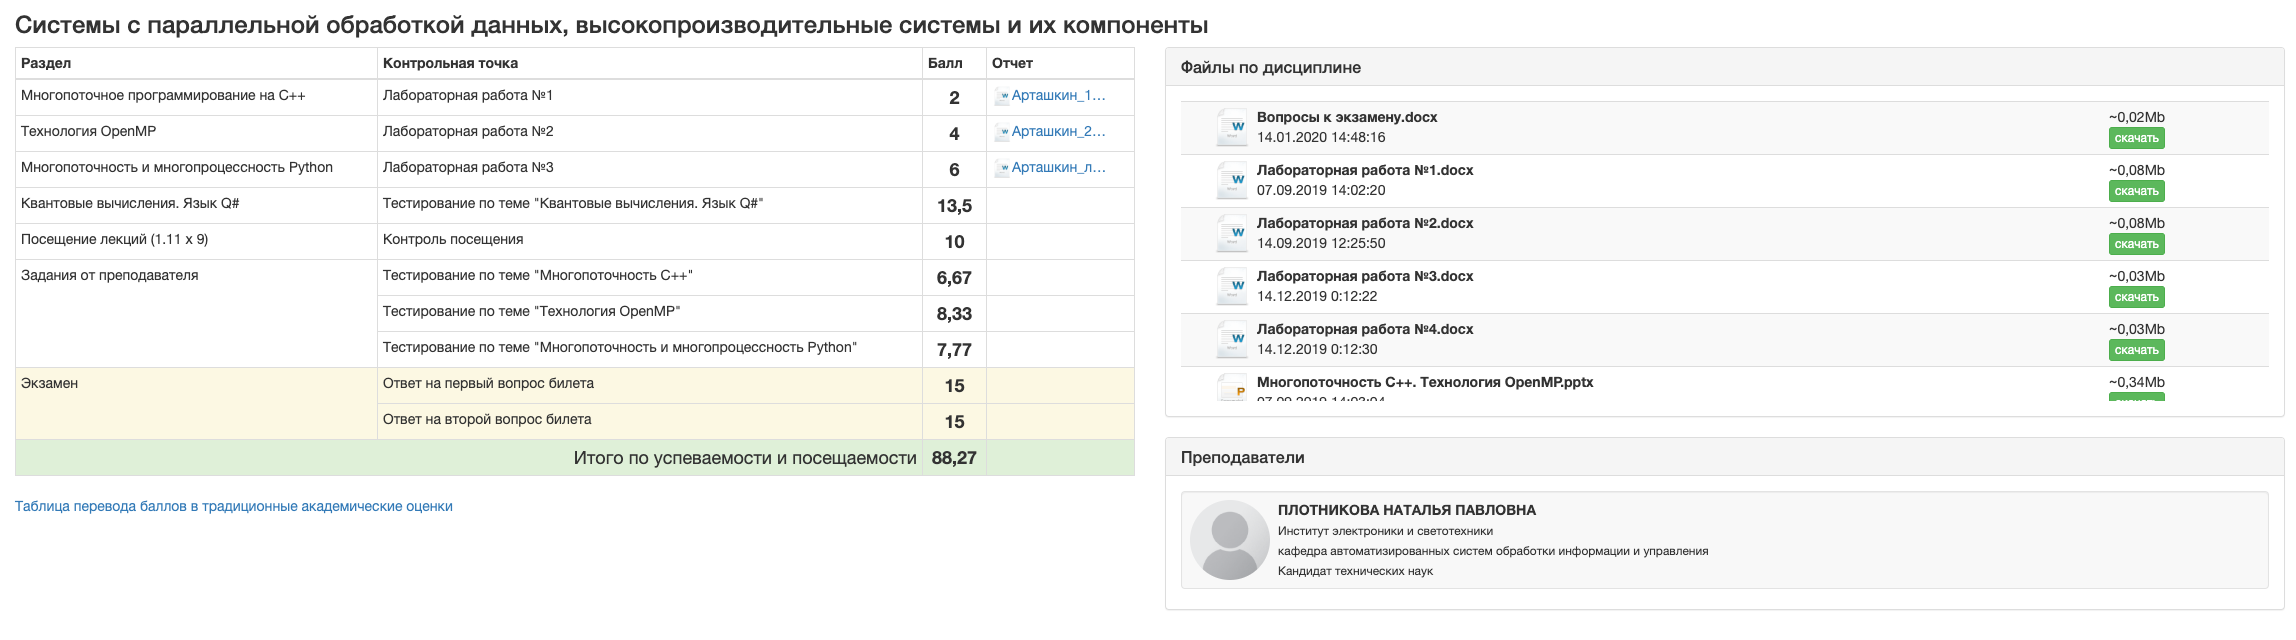 Системы с параллельной обработкой данных, высокопроизводительные системы и их компоненты
Раздел Контрольная точка Балл Отчет
Многопоточное программирование на C++ Лабораторная работа №1 2 Арташкин_1...
Технология OpenMP Лабораторная работа №2 4 Арташкин_2...
Многопоточность и многопроцессность Python Лабораторная работа №3 6 Арташкин_л...
Квантовые вычисления. Язык Q# Тестирование по теме "Квантовые вычисления. Язык Q#" 13,5
Посещение лекций (1.11 x 9) Контроль посещения 10
Задания от преподавателя Тестирование по теме "Многопоточность C++" 6,67
Тестирование по теме "Технология OpenMP" 8,33
Тестирование по теме "Многопоточность и многопроцессность Python" 7,77
Экзамен Ответ на первый вопрос билета 15
Ответ на второй вопрос билета 15
Итого по успеваемости и посещаемости 88,27
Таблица перевода баллов в традиционные академические оценки
Файлы по дисциплине
Вопросы к экзамену.docx ~0,02Mb
14.01.2020 14:48:16 скачать
Лабораторная работа №1.docx ~0,08Mb
07.09.2019 14:02:20 скачать
Лабораторная работа №2.docx ~0,08Mb
14.09.2019 12:25:50 скачать
Лабораторная работа №3.docx ~0,03Mb
14.12.2019 0:12:22 скачать
Лабораторная работа №4.docx ~0,03Mb
14.12.2019 0:12:30 скачать
Многопоточность C++. Технология OpenMP.pptx ~0,34Mb
Преподаватели
ПЛОТНИКОВА НАТАЛЬЯ ПАВЛОВНА
Институт электроники и светотехники
кафедра автоматизированных систем обработки информации и управления
Кандидат технических наук